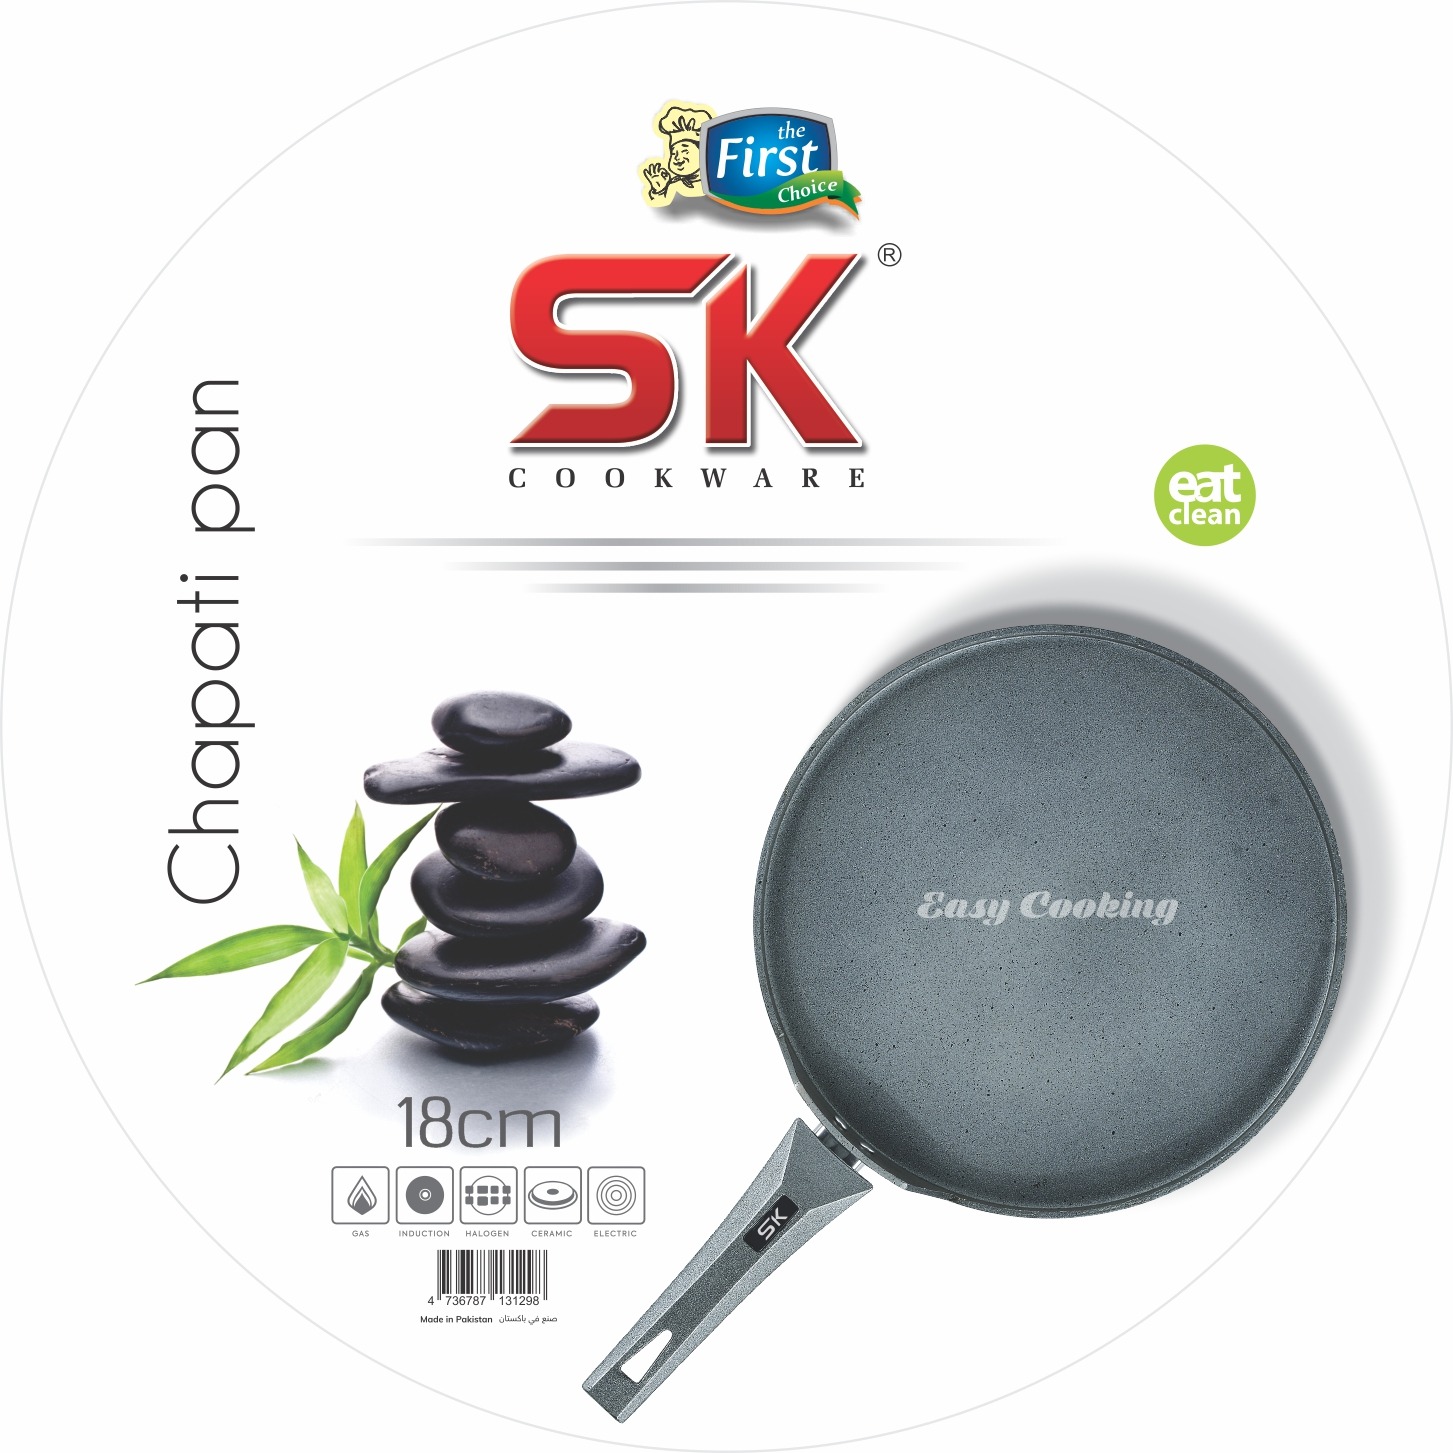 the
First
Choice
SK®
COOKWARE
Chapati pan
eat
clean
Easy Cooking
SK
18cm
GAS INDUCTION HALOGEN CERAMIC ELECTRIC
4 736787 131298
Made in Pakistan صنع في باكستان